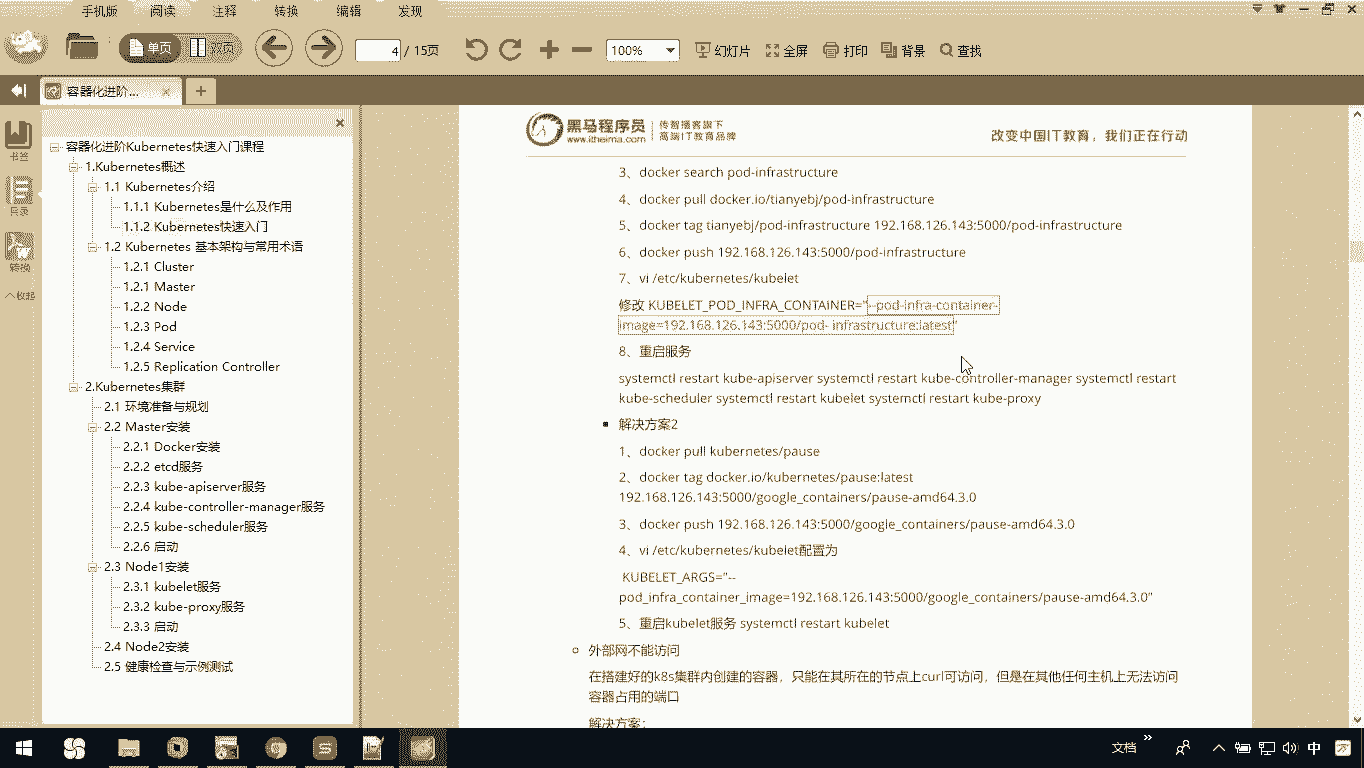 手机版 阅读 注释 转换 编辑 发现
单页 双页 4 / 15页 100% 幻灯片 全屏 打印 背景 查找
容器化进阶... × +
书签
目录
转换
收起
容器化进阶Kubernetes快速入门课程
1.Kubernetes概述
1.1 Kubernetes介绍
1.1.1 Kubernetes是什么及作用
1.1.2 Kubernetes快速入门
1.2 Kubernetes 基本架构与常用术语
1.2.1 Cluster
1.2.1 Master
1.2.2 Node
1.2.3 Pod
1.2.4 Service
1.2.5 Replication Controller
2.Kubernetes集群
2.1 环境准备与规划
2.2 Master安装
2.2.1 Docker安装
2.2.2 etcd服务
2.2.3 kube-apiserver服务
2.2.4 kube-controller-manager服务
2.2.5 kube-scheduler服务
2.2.6 启动
2.3 Node1安装
2.3.1 kubelet服务
2.3.2 kube-proxy服务
2.3.3 启动
2.4 Node2安装
2.5 健康检查与示例测试
黑马程序员 传智播客旗下
www.itheima.com 高端IT教育品牌
改变中国IT教育，我们正在行动
3、docker search pod-infrastructure
4、docker pull docker.io/tianyebj/pod-infrastructure
5、docker tag tianyebj/pod-infrastructure 192.168.126.143:5000/pod-infrastructure
6、docker push 192.168.126.143:5000/pod-infrastructure
7、vi /etc/kubernetes/kubelet
修改 KUBELET_POD_INFRA_CONTAINER="--pod-infra-container-
image=192.168.126.143:5000/pod- infrastructure:latest"
8、重启服务
systemctl restart kube-apiserver systemctl restart kube-controller-manager systemctl restart
kube-scheduler systemctl restart kubelet systemctl restart kube-proxy
解决方案2
1、docker pull kubernetes/pause
2、docker tag docker.io/kubernetes/pause:latest
192.168.126.143:5000/google_containers/pause-amd64.3.0
3、docker push 192.168.126.143:5000/google_containers/pause-amd64.3.0
4、vi /etc/kubernetes/kubelet配置为
KUBELET_ARGS="--
pod_infra_container_image=192.168.126.143:5000/google_containers/pause-amd64.3.0"
5、重启kubelet服务 systemctl restart kubelet
外部网不能访问
在搭建好的k8s集群内创建的容器，只能在其所在的节点上curl可访问，但是在其他任何主机上无法访问
容器占用的端口
解决方案：
文档 » 中